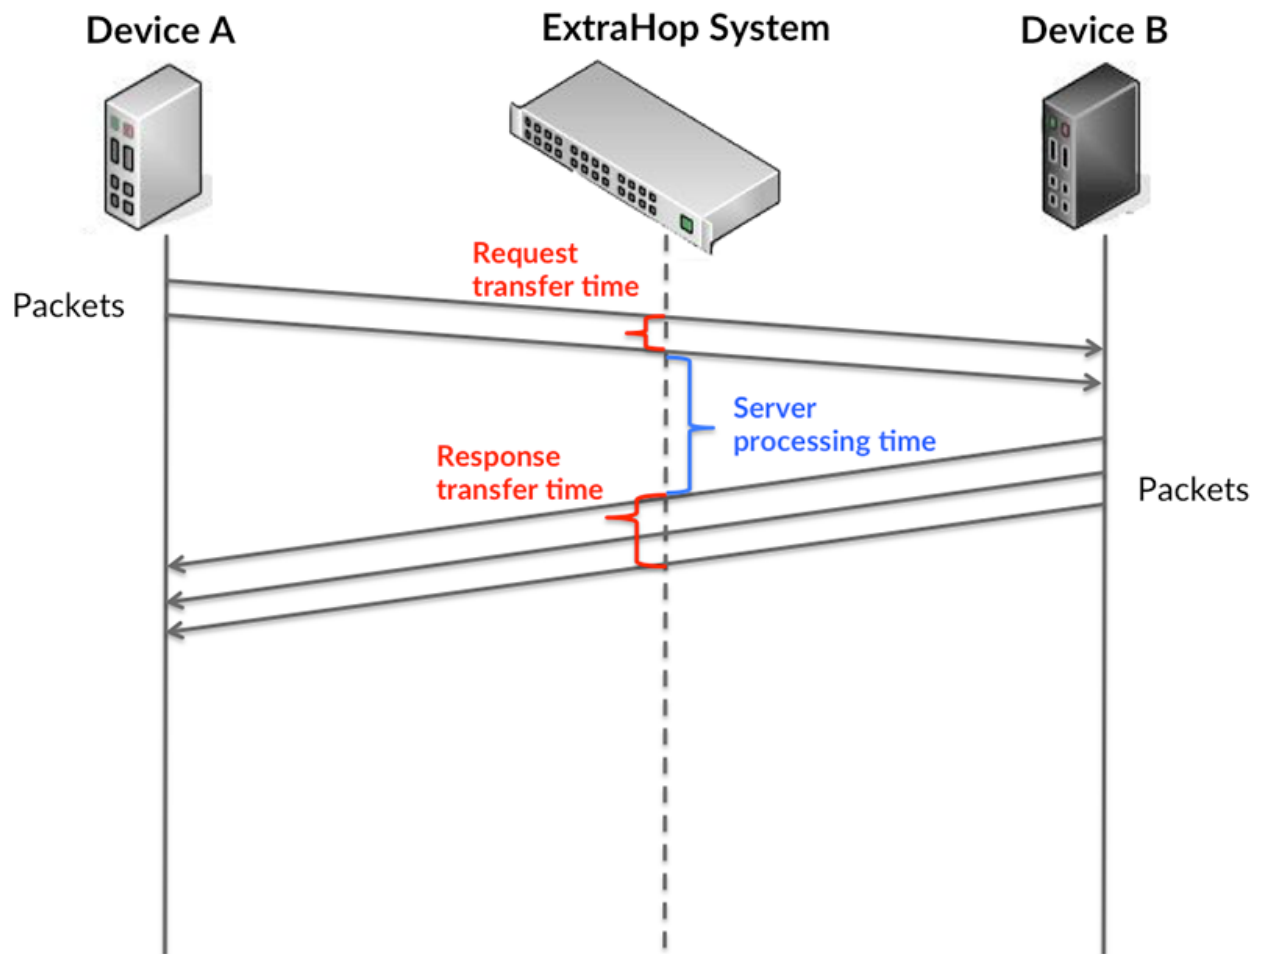 Device A
ExtraHop System
Device B
Request
transfer time
Packets
Server
processing time
Response
transfer time
Packets